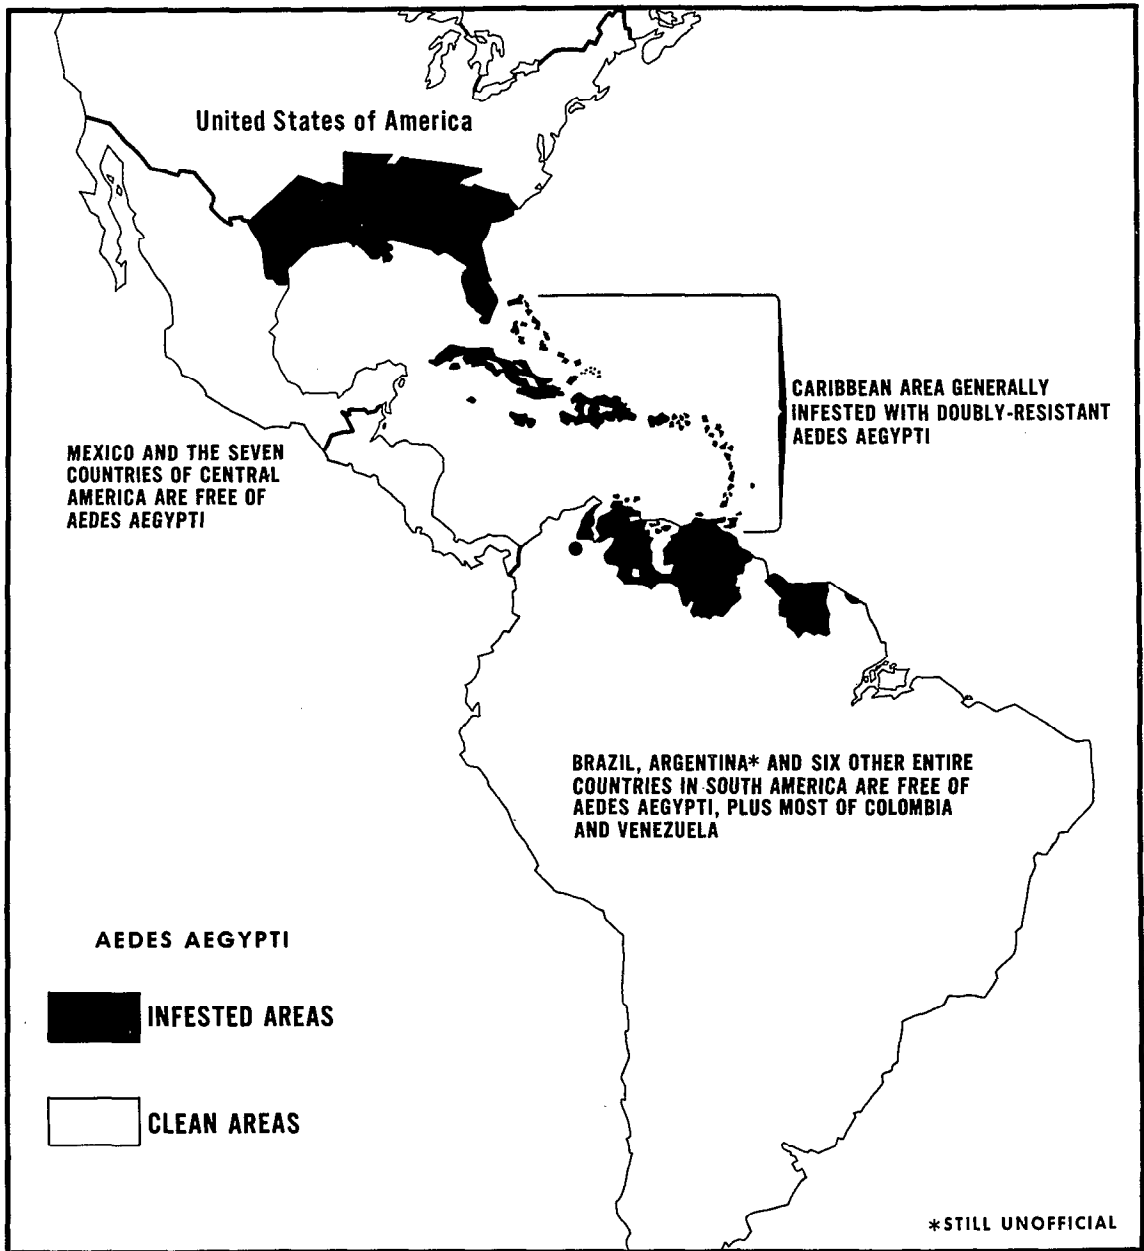 United States of America
CARIBBEAN AREA GENERALLY
INFESTED WITH DOUBLY-RESISTANT
AEDES AEGYPTI
MEXICO AND THE SEVEN
COUNTRIES OF CENTRAL
AMERICA ARE FREE OF
AEDES AEGYPTI
BRAZIL, ARGENTINA* AND SIX OTHER ENTIRE
COUNTRIES IN SOUTH AMERICA ARE FREE OF
AEDES AEGYPTI, PLUS MOST OF COLOMBIA
AND VENEZUELA
AEDES AEGYPTI
INFESTED AREAS
CLEAN AREAS
*STILL UNOFFICIAL